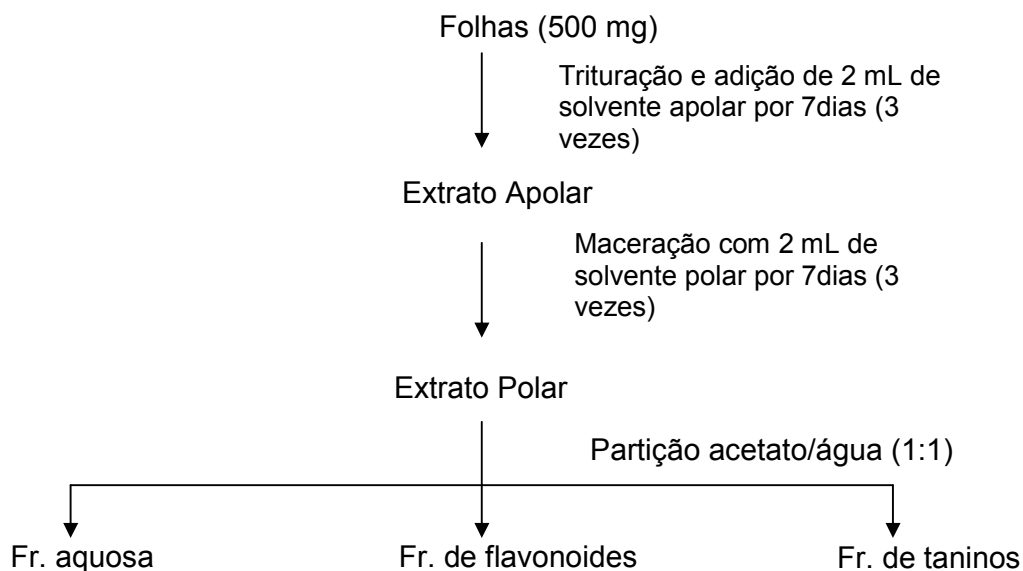 Folhas (500 mg)
Trituração e adição de 2 mL de
solvente apolar por 7dias (3
vezes)
Extrato Apolar
Maceração com 2 mL de
solvente polar por 7dias (3
vezes)
Extrato Polar
Partição acetato/água (1:1)
Fr. aquosa
Fr. de flavonoides
Fr. de taninos